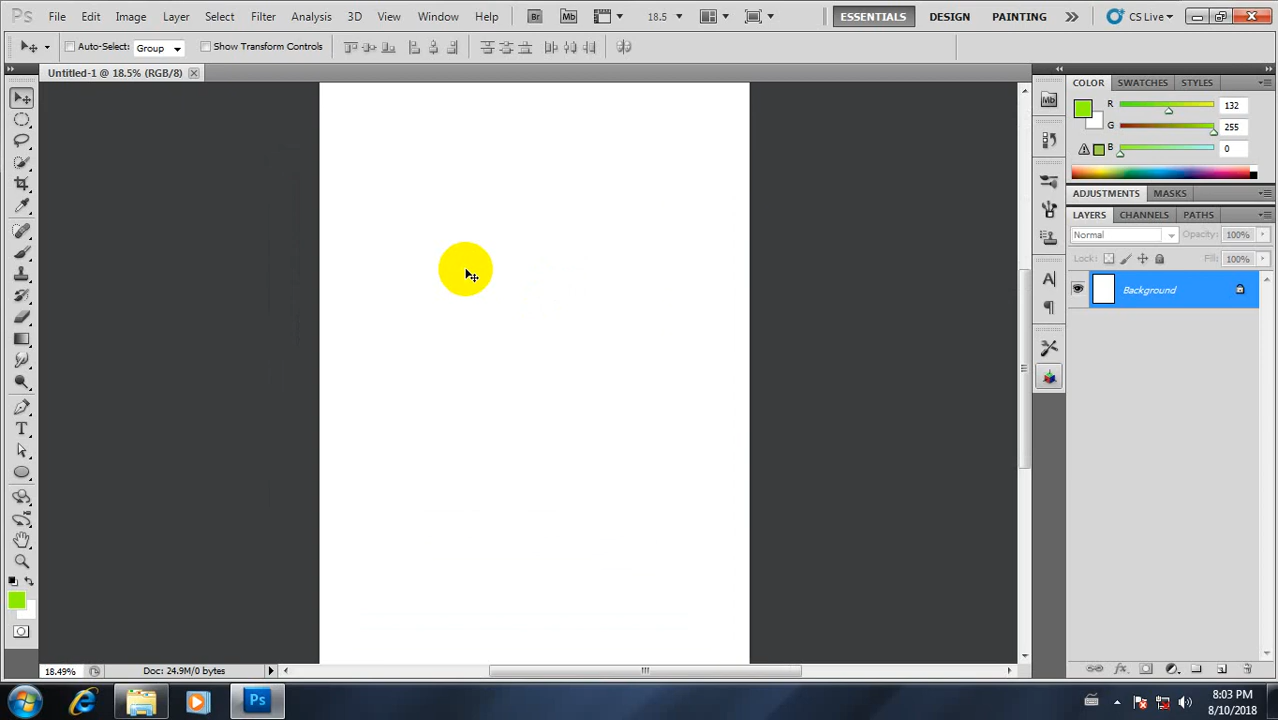 Ps File Edit Image Layer Select Filter Analysis 3D View Window Help Br Mb 18.5 ESSENTIALS DESIGN PAINTING CS Live
Auto-Select: Group Show Transform Controls
Untitled-1 @ 18.5% (RGB/8)
COLOR SWATCHES STYLES
Mb
R 132
G 255
B 0
ADJUSTMENTS MASKS
LAYERS CHANNELS PATHS
Normal Opacity: 100%
Lock: Fill: 100%
Background
18.49% Doc: 24.9M/0 bytes
Ps
8:03 PM
8/10/2018